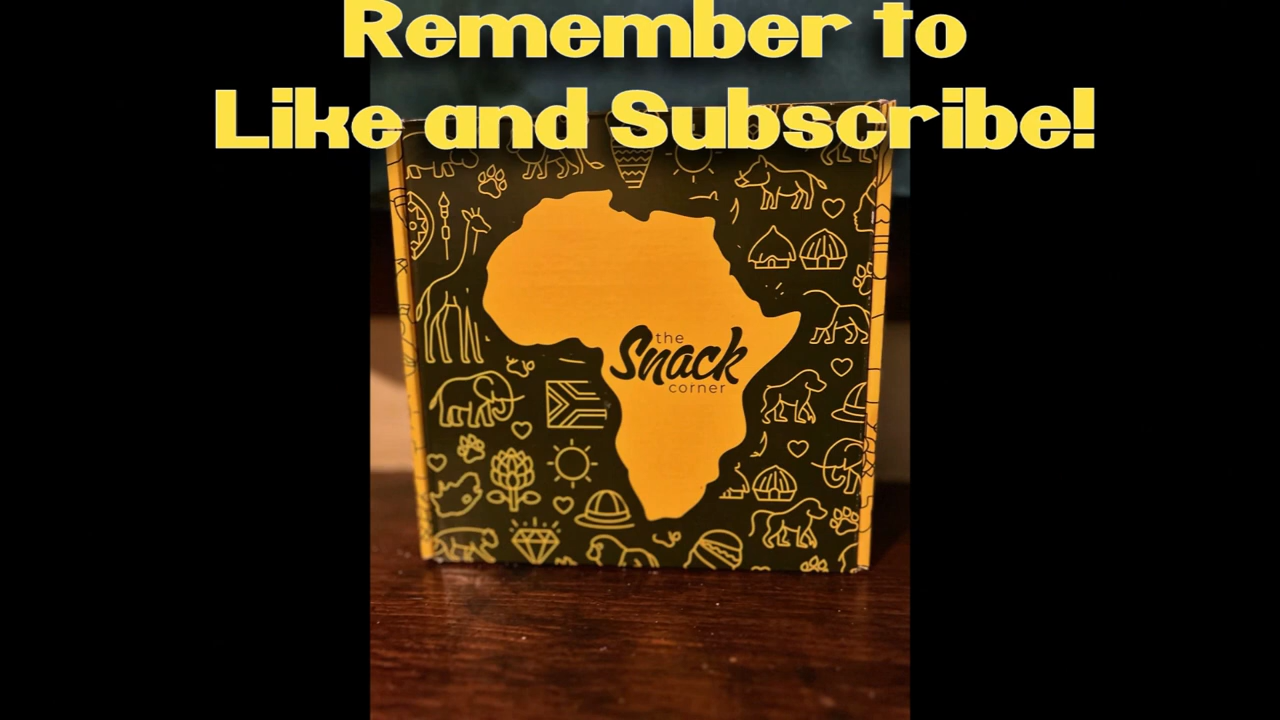 Remember to
Like and Subscribe!
the
Snack
corner